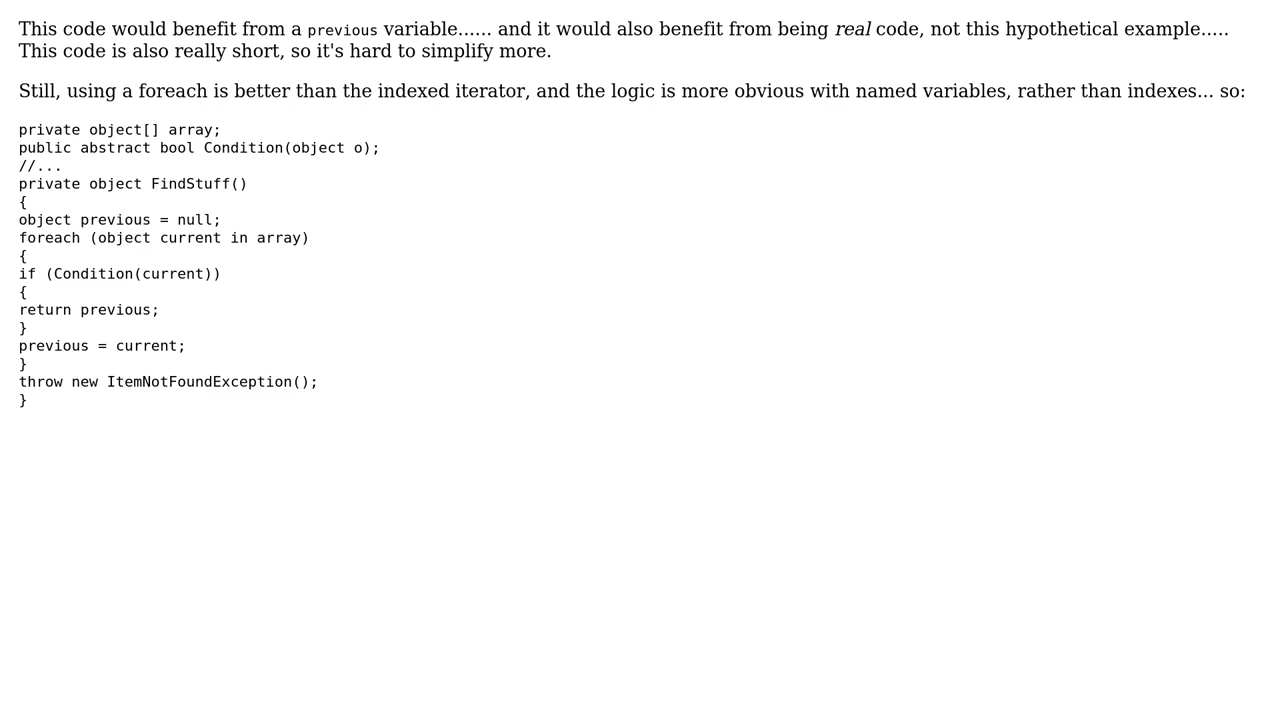 This code would benefit from a previous variable...... and it would also benefit from being real code, not this hypothetical example.....
This code is also really short, so it's hard to simplify more.
Still, using a foreach is better than the indexed iterator, and the logic is more obvious with named variables, rather than indexes... so:
private object[] array;
public abstract bool Condition(object o);
//...
private object FindStuff()
{
object previous = null;
foreach (object current in array)
{
if (Condition(current))
{
return previous;
}
previous = current;
}
throw new ItemNotFoundException();
}